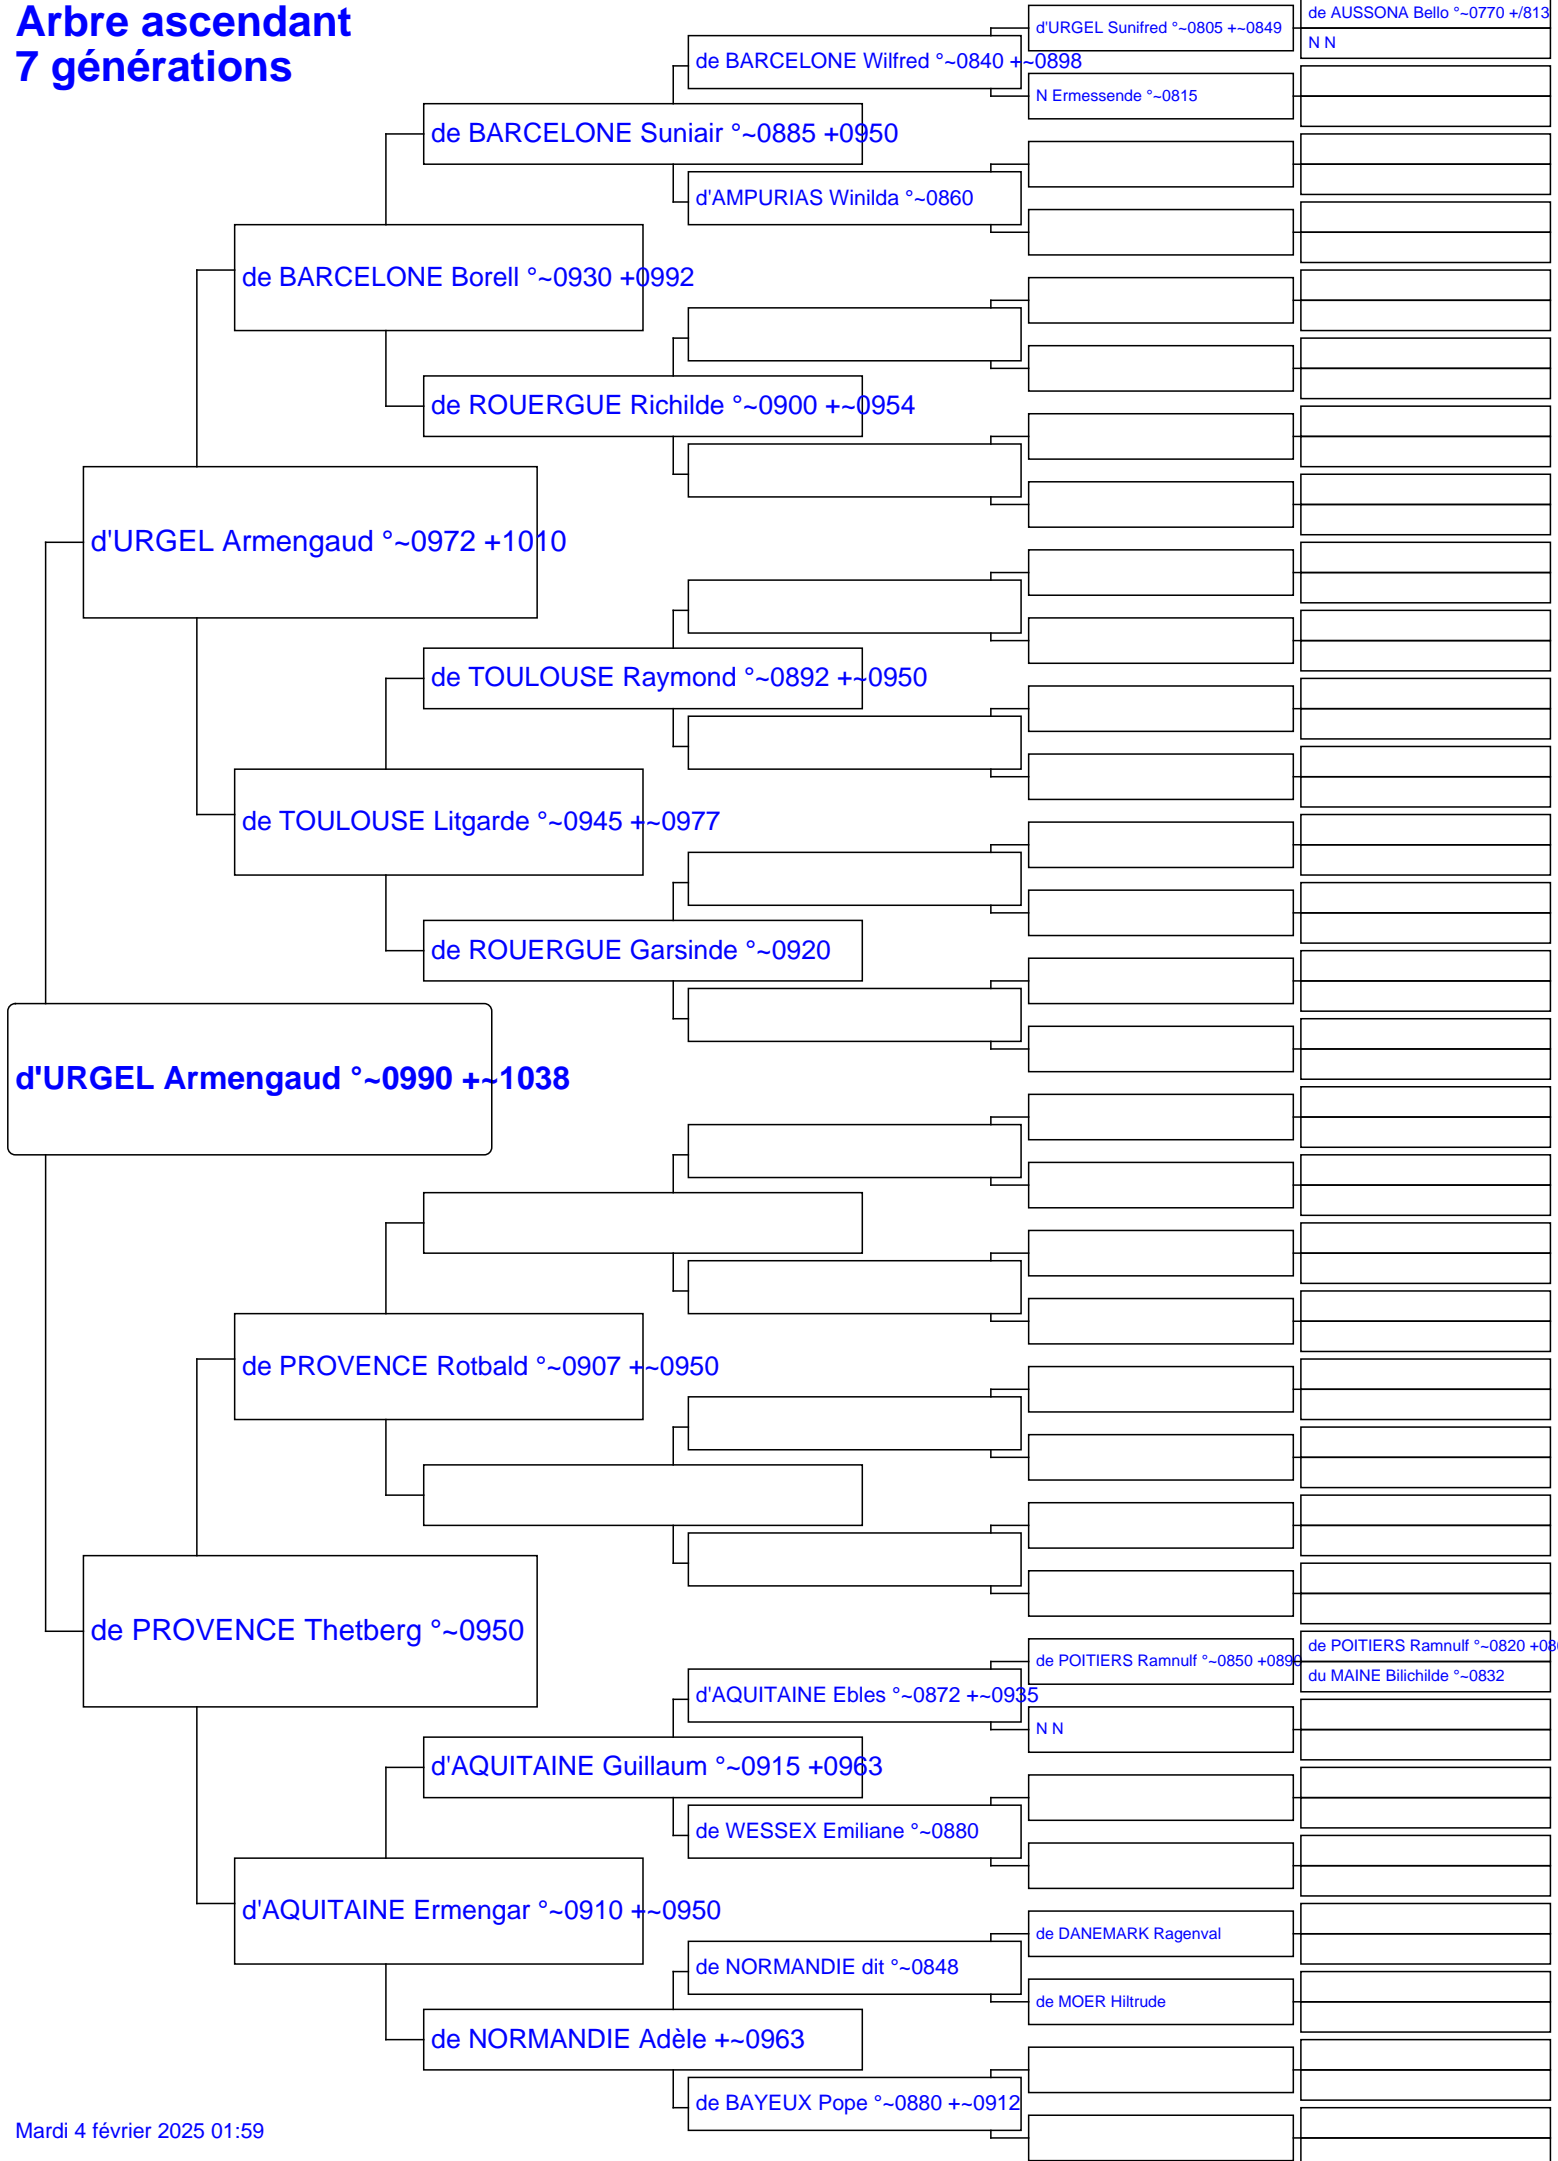 Arbre ascendant
7 générations
de AUSSONA Bello °~0770 +/813
d'URGEL Sunifred °~0805 +~0849
N N
de BARCELONE Wilfred °~0840 +~0898
N Ermessende °~0815
de BARCELONE Suniair °~0885 +0950
d'AMPURIAS Winilda °~0860
de BARCELONE Borell °~0930 +0992
de ROUERGUE Richilde °~0900 +~0954
d'URGEL Armengaud °~0972 +1010
de TOULOUSE Raymond °~0892 +~0950
de TOULOUSE Litgarde °~0945 +~0977
de ROUERGUE Garsinde °~0920
d'URGEL Armengaud °~0990 +~1038
de PROVENCE Rotbald °~0907 +~0950
de PROVENCE Thetberg °~0950
de POITIERS Ramnulf °~0820
de POITIERS Ramnulf °~0850 +0890
du MAINE Bilichilde °~0832
d'AQUITAINE Ebles °~0872 +~0935
N N
d'AQUITAINE Guillaum °~0915 +0963
de WESSEX Emiliane °~0880
d'AQUITAINE Ermengar °~0910 +~0950
de DANEMARK Ragenval
de NORMANDIE dit °~0848
de MOER Hiltrude
de NORMANDIE Adèle +~0963
de BAYEUX Pope °~0880 +~0912
Mardi 4 février 2025 01:59